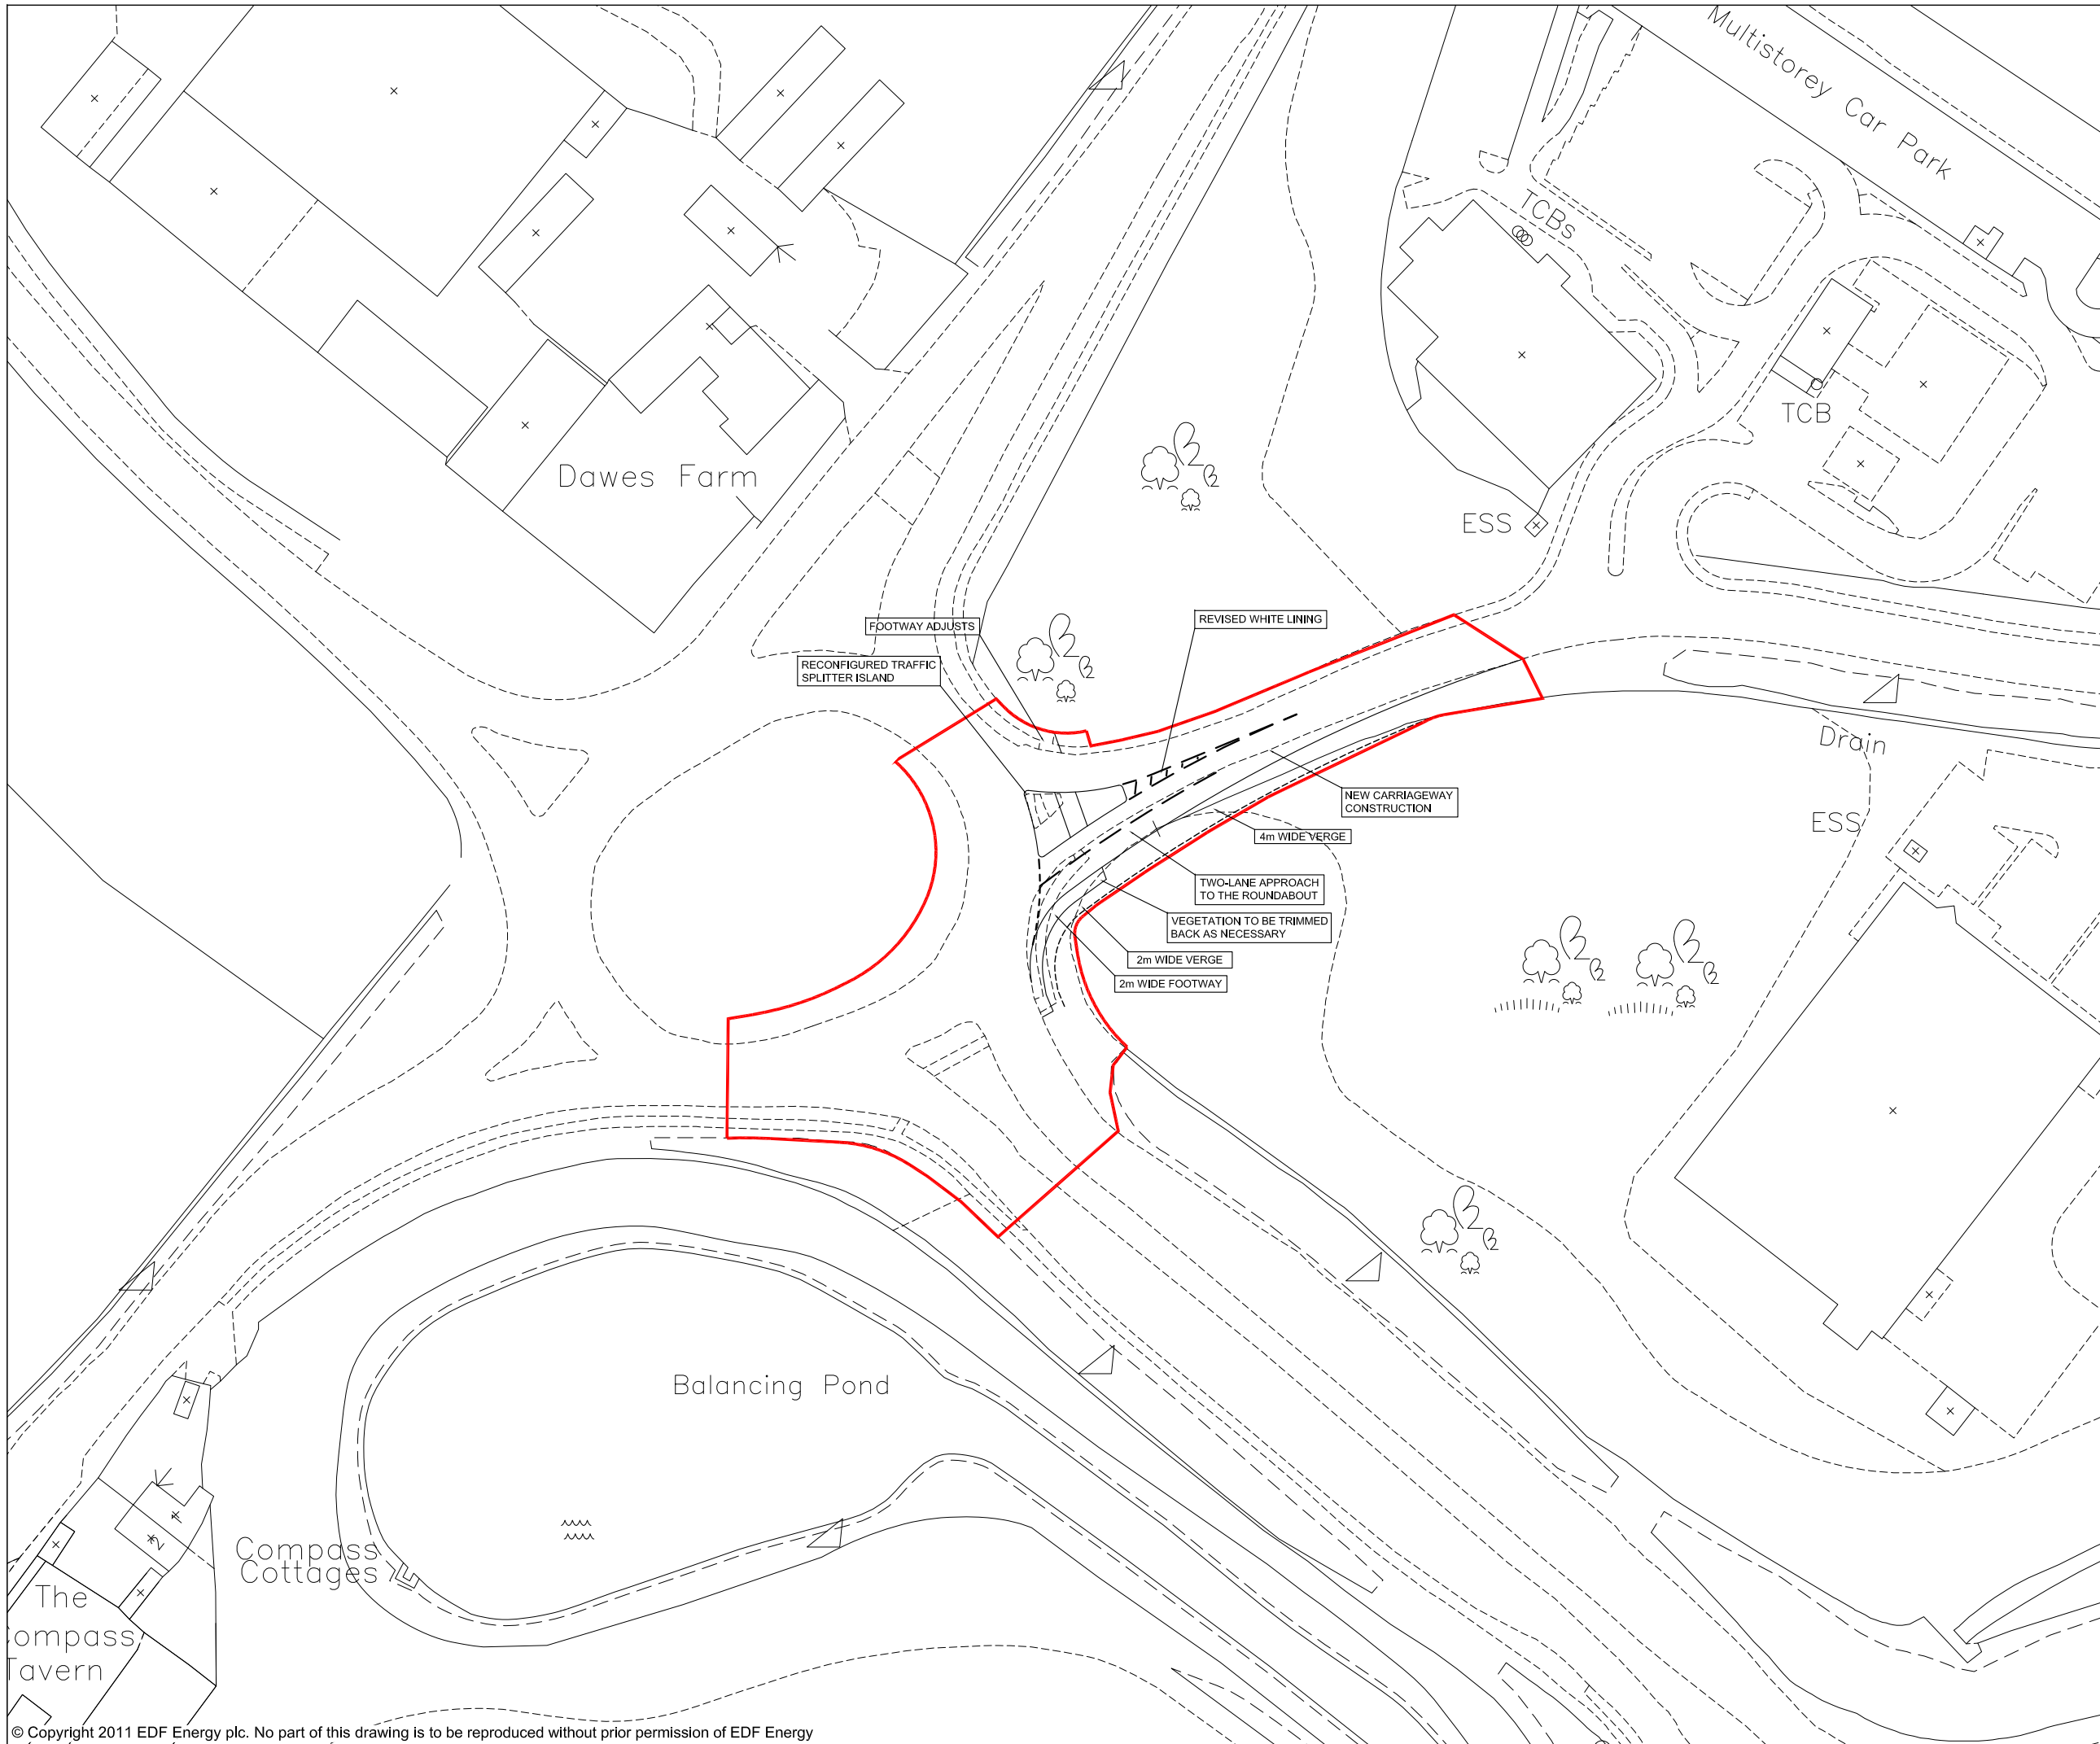 Multistorey Car Park
TCBs
TCB
Dawes Farm
ESS
FOOTWAY ADJUSTS
REVISED WHITE LINING
RECONFIGURED TRAFFIC
SPLITTER ISLAND
Drain
NEW CARRIAGEWAY
CONSTRUCTION
ESS
4m WIDE VERGE
TWO-LANE APPROACH
TO THE ROUNDABOUT
VEGETATION TO BE TRIMMED
BACK AS NECESSARY
2m WIDE VERGE
2m WIDE FOOTWAY
Balancing Pond
2
Compass
Cottages
The
Compass
Tavern
© Copyright 2011 EDF Energy plc. No part of this drawing is to be reproduced without prior permission of EDF Energy